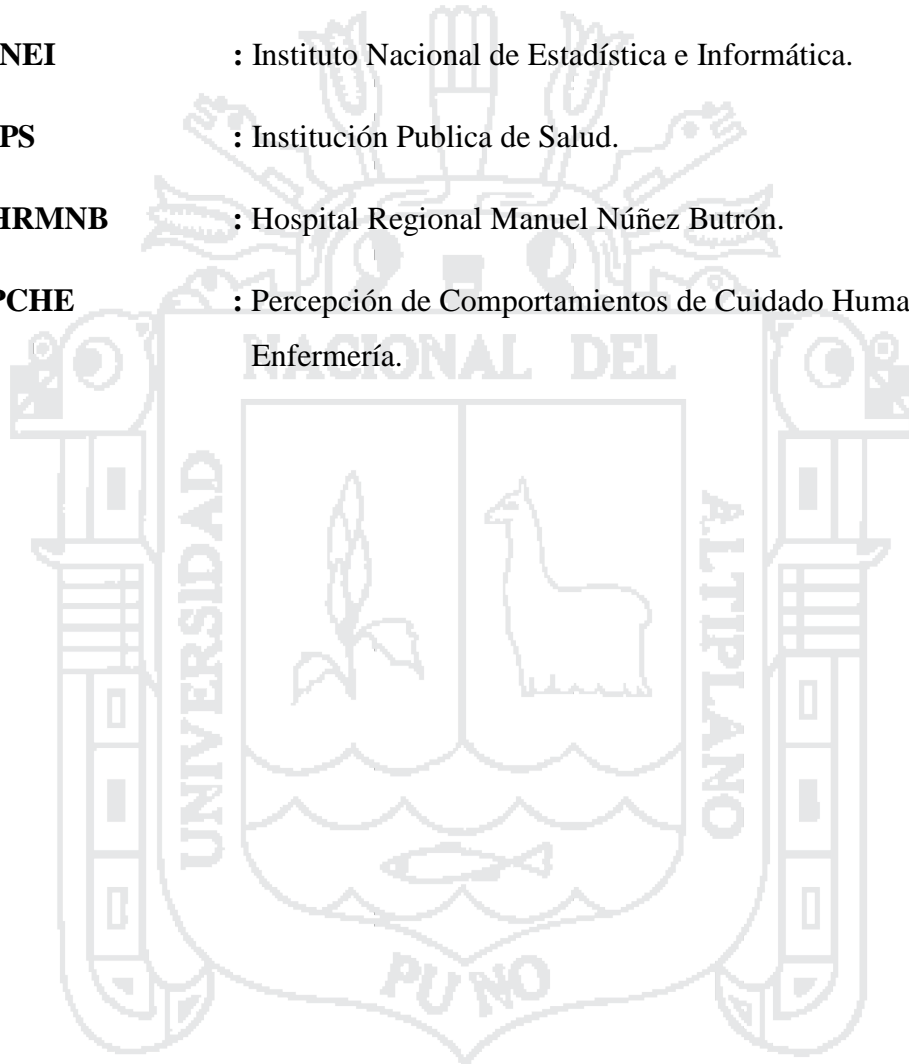 NEI : Instituto Nacional de Estadística e Informática.
PS : Institución Publica de Salud.
HRMNB : Hospital Regional Manuel Núñez Butrón.
PCHE : Percepción de Comportamientos de Cuidado Huma
Enfermería.
NACIONAL DEL
UNIVERSIDAD
ALTIPLANO
PUNO